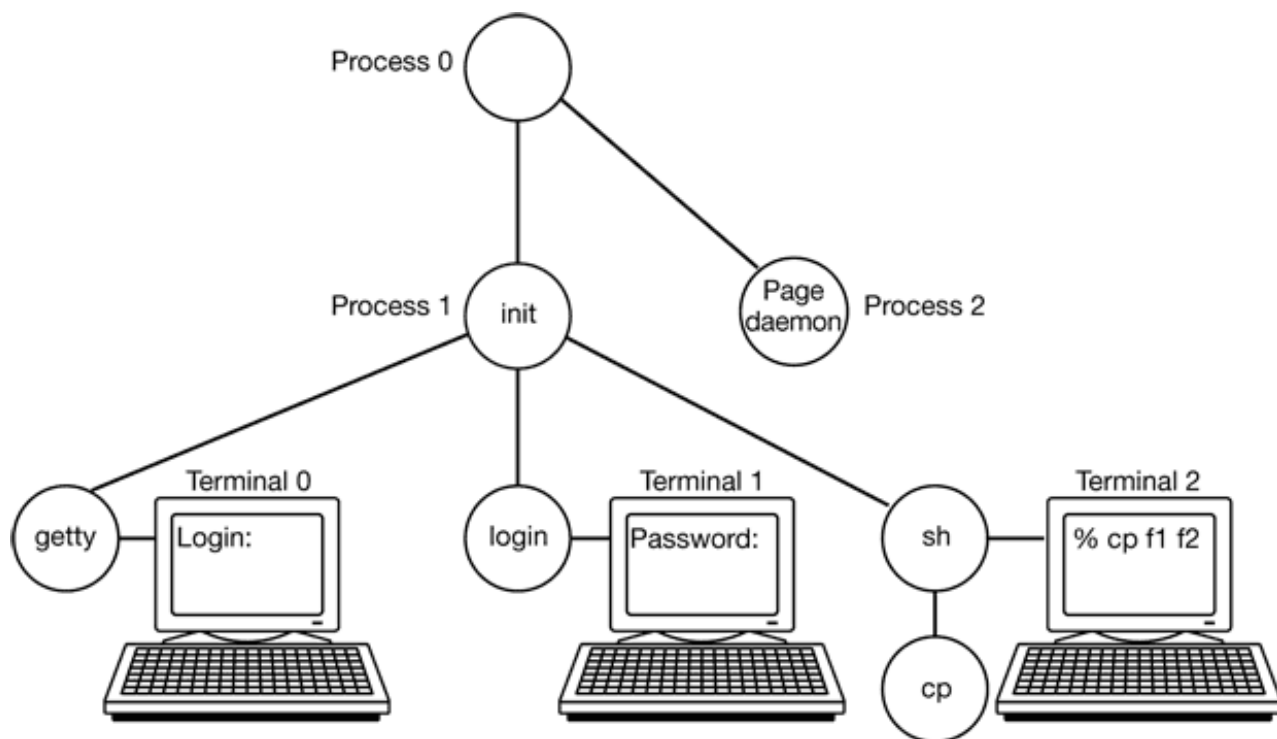 Process 0
Process 1
init
Page
daemon
Process 2
Terminal 0
Terminal 1
Terminal 2
getty
Login:
login
Password:
sh
% cp f1 f2
cp